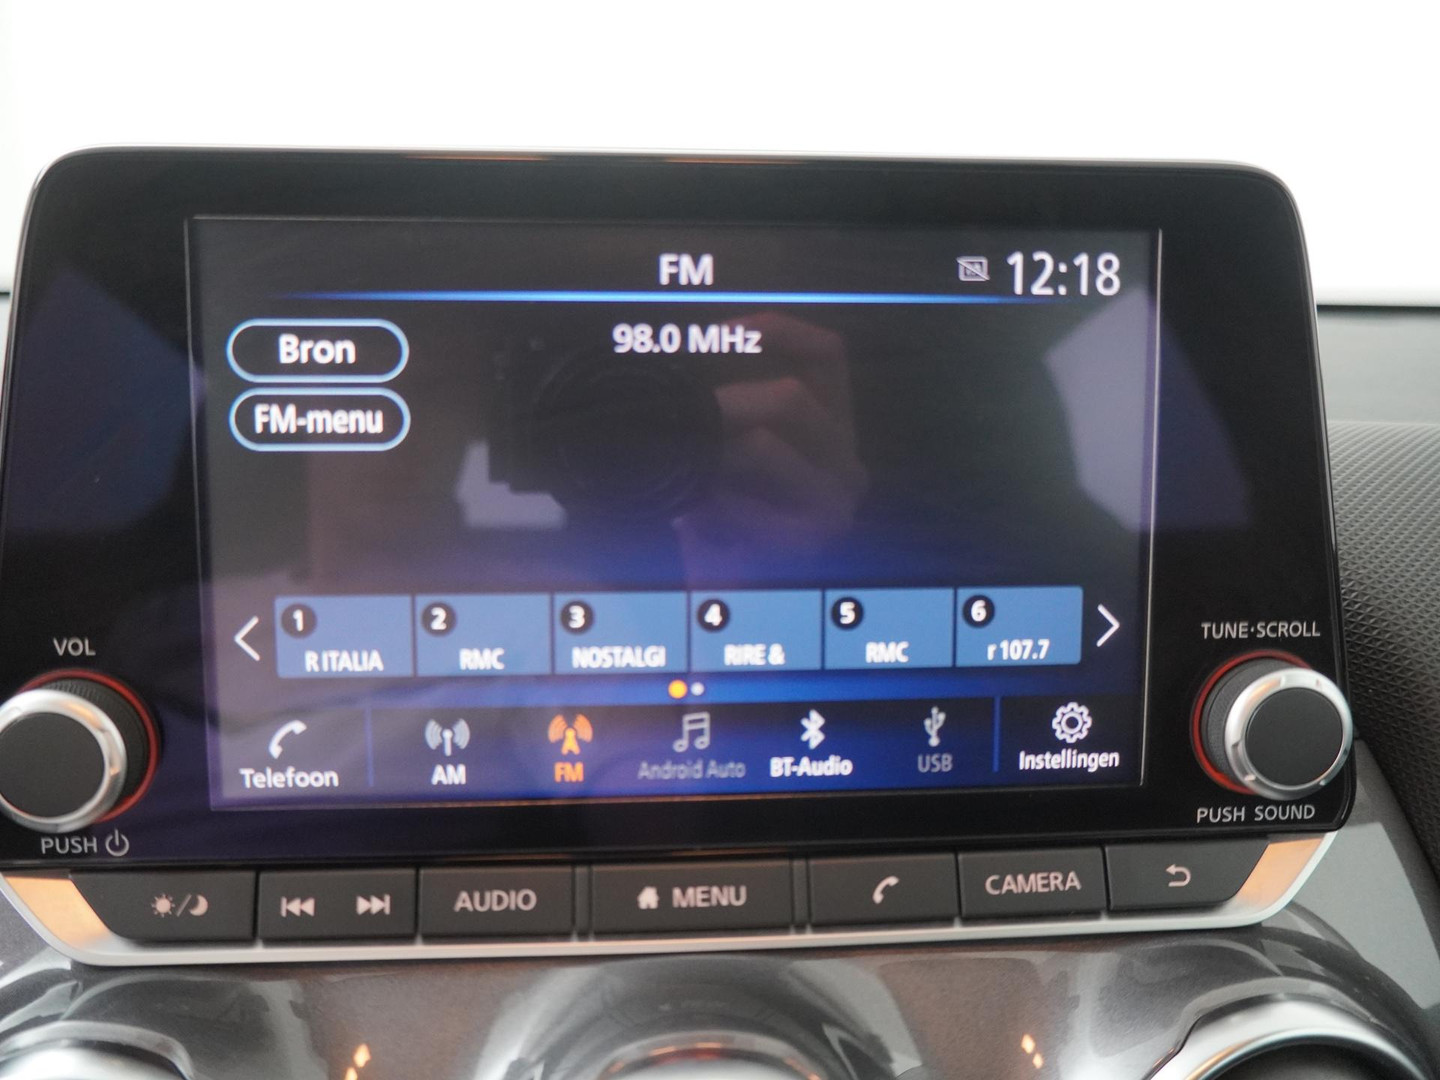 FM
12:18
98.0 MHz
Bron
FM-menu
1 R ITALIA
2 RMC
3 NOSTALGI
4 RIRE &
5 RMC
6 r 107.7
Telefoon
AM
FM
Android Auto
BT-Audio
USB
Instellingen
VOL
PUSH
TUNE·SCROLL
PUSH SOUND
AUDIO
MENU
CAMERA